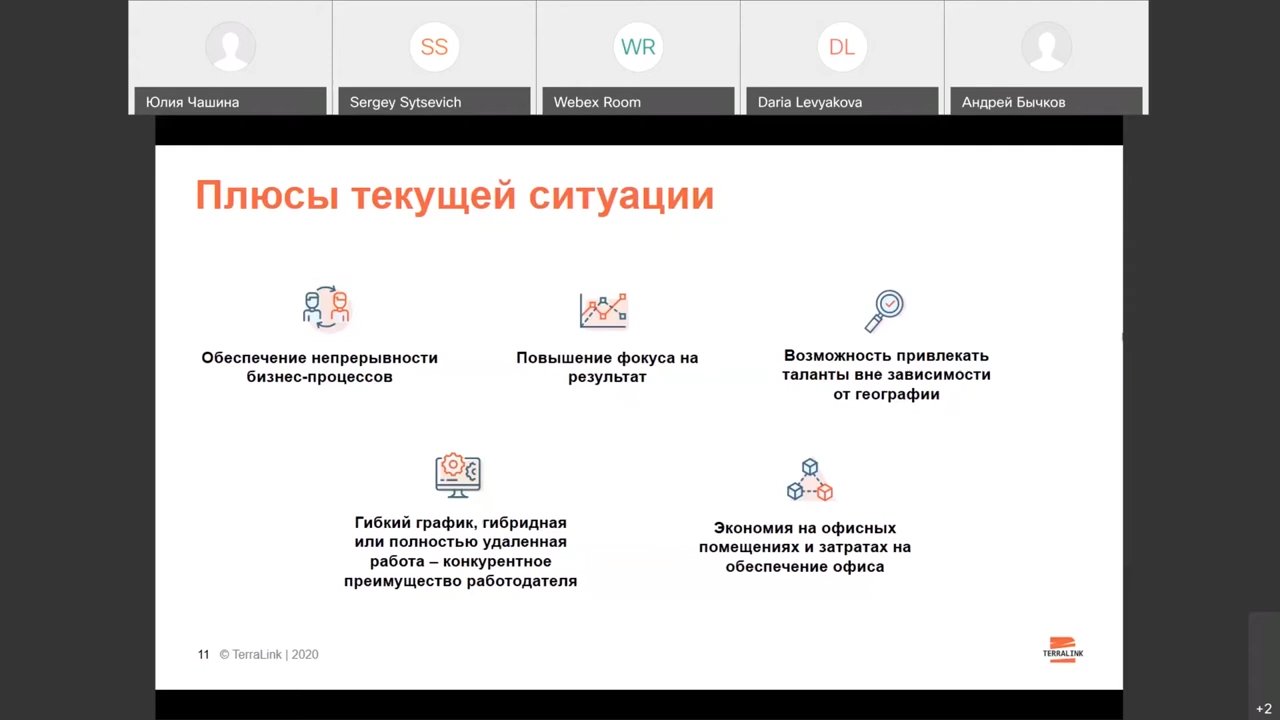 SS
WR
DL
Юлия Чашина
Sergey Sytsevich
Webex Room
Daria Levyakova
Андрей Бычков
Плюсы текущей ситуации
Обеспечение непрерывности
бизнес-процессов
Повышение фокуса на
результат
Возможность привлекать
таланты вне зависимости
от географии
Гибкий график, гибридная
или полностью удаленная
работа – конкурентное
преимущество работодателя
Экономия на офисных
помещениях и затратах на
обеспечение офиса
11 © TerraLink | 2020
TERRALINK
+2